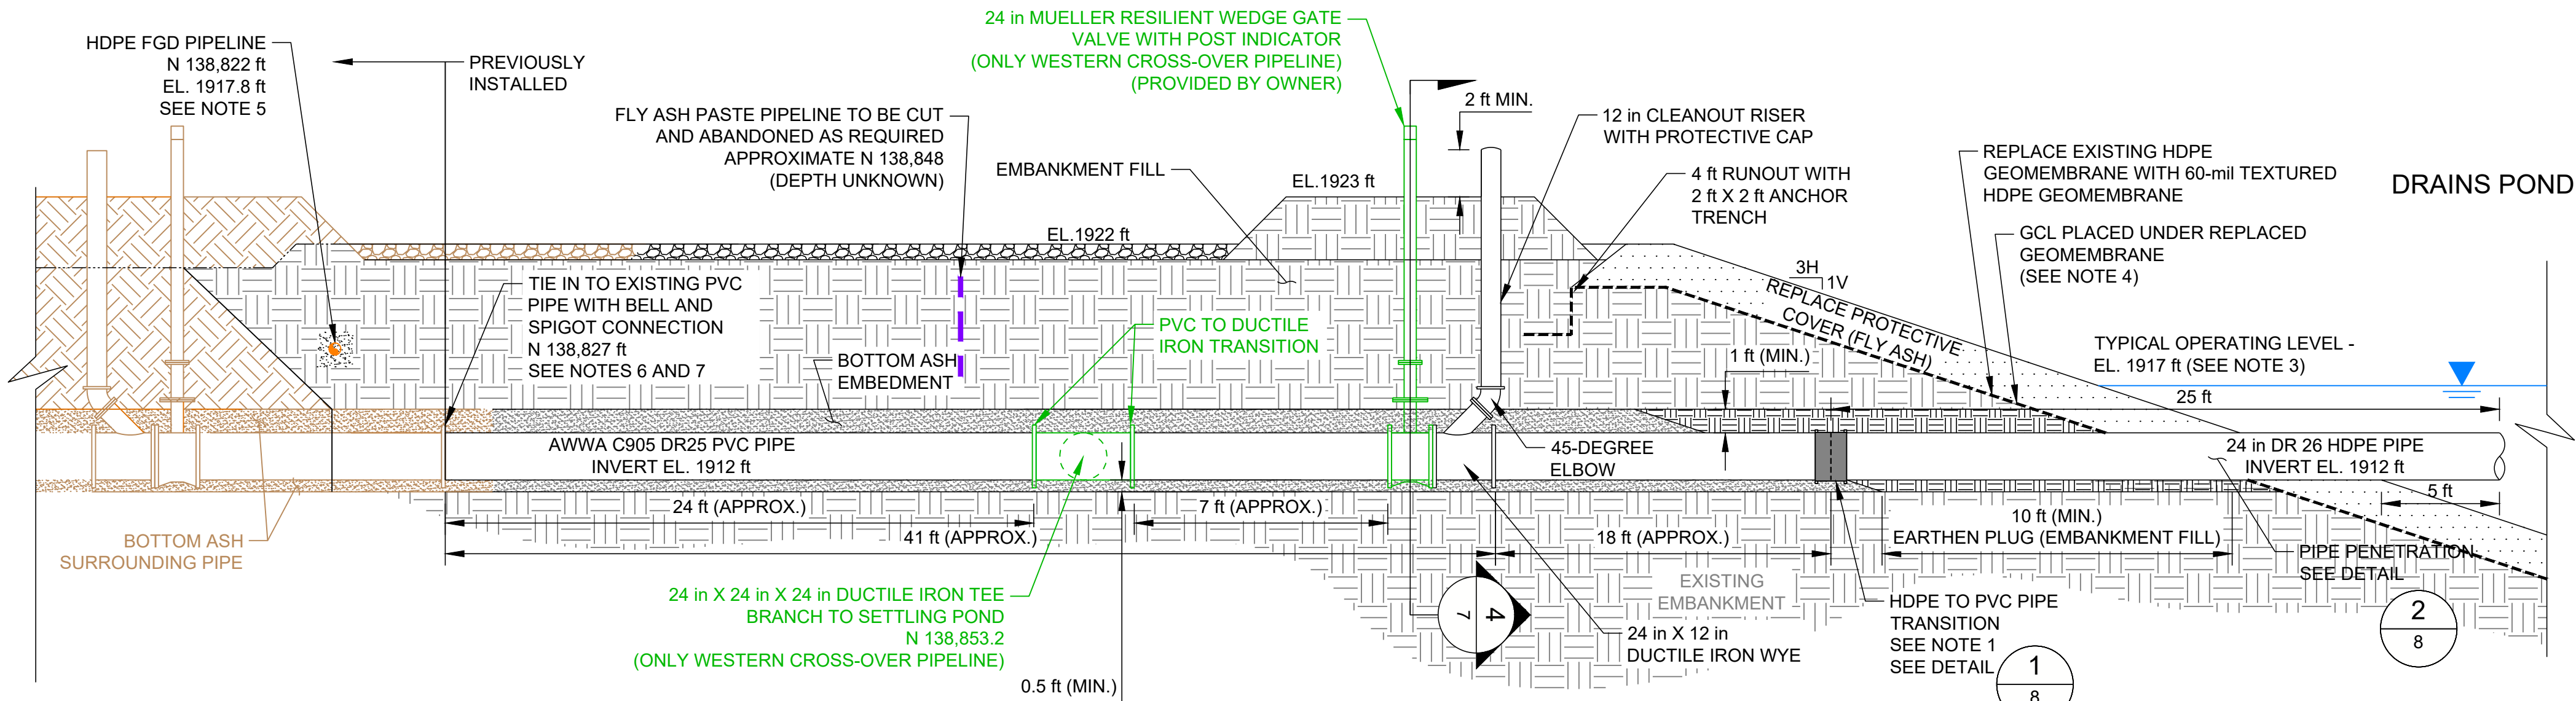 24 in MUELLER RESILIENT WEDGE GATE
VALVE WITH POST INDICATOR
(ONLY WESTERN CROSS-OVER PIPELINE)
(PROVIDED BY OWNER)
HDPE FGD PIPELINE
N 138,822 ft
EL. 1917.8 ft
SEE NOTE 5
PREVIOUSLY
INSTALLED
FLY ASH PASTE PIPELINE TO BE CUT
AND ABANDONED AS REQUIRED
APPROXIMATE N 138,848
(DEPTH UNKNOWN)
EMBANKMENT FILL
EL.1923 ft
2 ft MIN.
12 in CLEANOUT RISER
WITH PROTECTIVE CAP
4 ft RUNOUT WITH
2 ft X 2 ft ANCHOR
TRENCH
REPLACE EXISTING HDPE
GEOMEMBRANE WITH 60-mil TEXTURED
HDPE GEOMEMBRANE
DRAINS POND
GCL PLACED UNDER REPLACED
GEOMEMBRANE
(SEE NOTE 4)
EL.1922 ft
3H
1V
REPLACE PROTECTIVE
COVER (FLY ASH)
TIE IN TO EXISTING PVC
PIPE WITH BELL AND
SPIGOT CONNECTION
N 138,827 ft
SEE NOTES 6 AND 7
BOTTOM ASH
EMBEDMENT
PVC TO DUCTILE
IRON TRANSITION
1 ft (MIN.)
TYPICAL OPERATING LEVEL -
EL. 1917 ft (SEE NOTE 3)
25 ft
AWWA C905 DR25 PVC PIPE
INVERT EL. 1912 ft
45-DEGREE
ELBOW
24 in DR 26 HDPE PIPE
INVERT EL. 1912 ft
5 ft
24 ft (APPROX.)
7 ft (APPROX.)
41 ft (APPROX.)
18 ft (APPROX.)
10 ft (MIN.)
EARTHEN PLUG (EMBANKMENT FILL)
BOTTOM ASH
SURROUNDING PIPE
PIPE PENETRATION
SEE DETAIL
2
8
24 in X 24 in X 24 in DUCTILE IRON TEE
BRANCH TO SETTLING POND
N 138,853.2
(ONLY WESTERN CROSS-OVER PIPELINE)
EXISTING
EMBANKMENT
4
7
24 in X 12 in
DUCTILE IRON WYE
HDPE TO PVC PIPE
TRANSITION
SEE NOTE 1
SEE DETAIL
1
8
0.5 ft (MIN.)